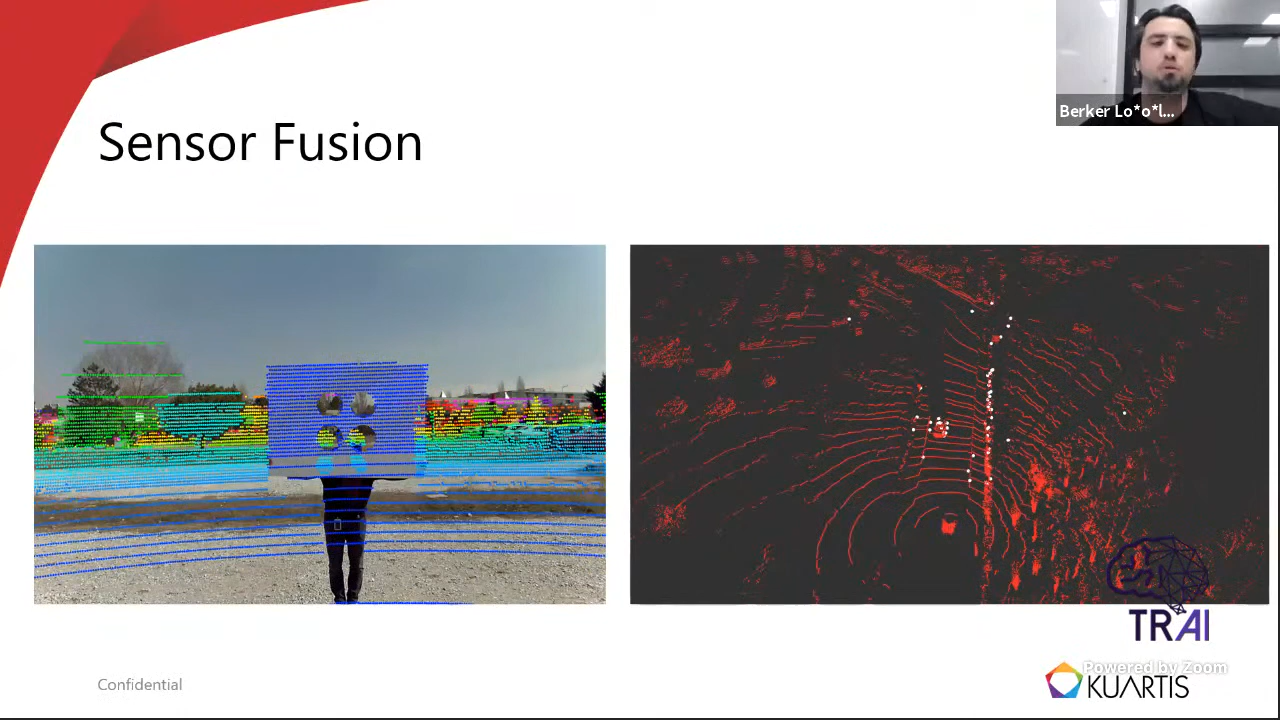 Berker Lo*o*l...
Sensor Fusion
TRAI
Confidential
Powered by Zoom
KUARTIS